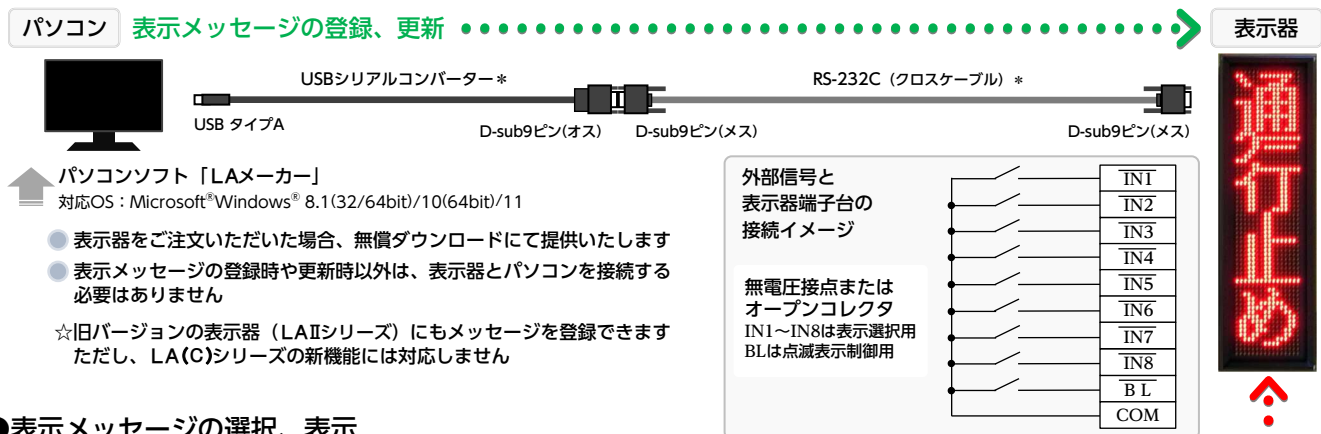 パソコン 表示メッセージの登録、更新 表示器
USBシリアルコンバーター＊ RS-232C（クロスケーブル）＊
USB タイプA D-sub9ピン(オス) D-sub9ピン(メス) D-sub9ピン(メス)
通行止め
パソコンソフト「LAメーカー」
対応OS：Microsoft®Windows® 8.1(32/64bit)/10(64bit)/11
表示器をご注文いただいた場合、無償ダウンロードにて提供いたします
表示メッセージの登録時や更新時以外は、表示器とパソコンを接続する
必要はありません
☆旧バージョンの表示器（LAⅡシリーズ）にもメッセージを登録できます
ただし、LA(C)シリーズの新機能には対応しません
外部信号と
表示器端子台の
接続イメージ
無電圧接点または
オープンコレクタ
IN1～IN8は表示選択用
BLは点滅表示制御用
IN1
IN2
IN3
IN4
IN5
IN6
IN7
IN8
B L
COM
●表示メッセージの選択、表示